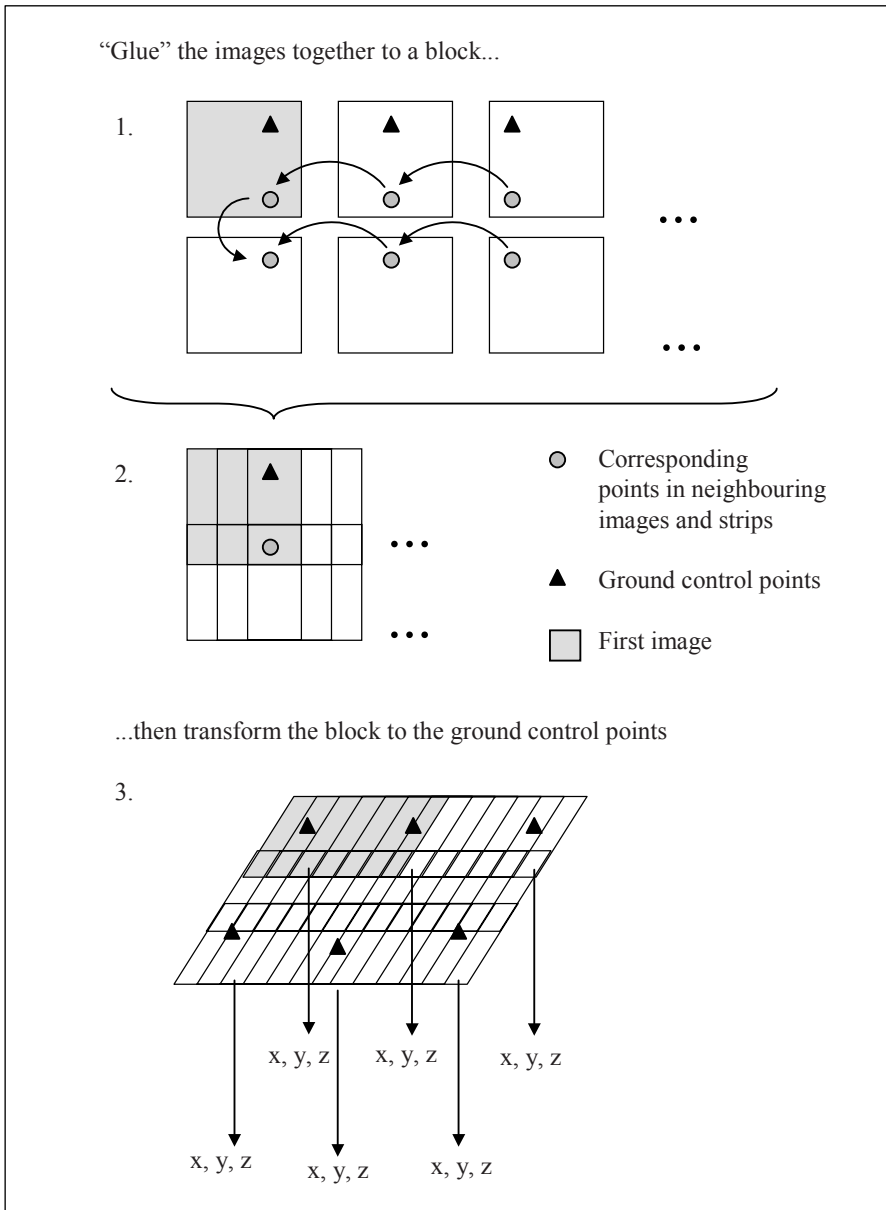 “Glue” the images together to a block...
1.
...
...
2.
...
...
Corresponding
points in neighbouring
images and strips
Ground control points
First image
...then transform the block to the ground control points
3.
x, y, z
x, y, z
x, y, z
x, y, z
x, y, z
x, y, z